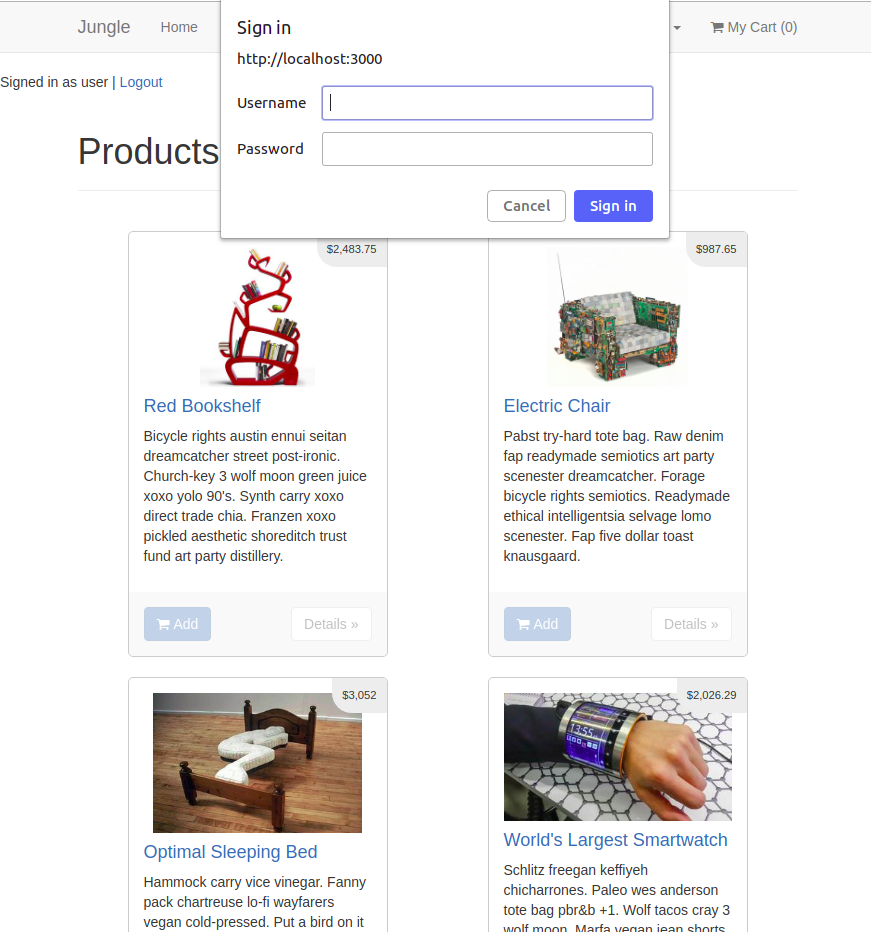 Jungle Home My Cart (0)
Sign in
http://localhost:3000
Username
Password
Cancel Sign in
Signed in as user | Logout
Products
$2,483.75
Red Bookshelf
Bicycle rights austin ennui seitan
dreamcatcher street post-ironic.
Church-key 3 wolf moon green juice
xoxo yolo 90's. Synth carry xoxo
direct trade chia. Franzen xoxo
pickled aesthetic shoreditch trust
fund art party distillery.
Add Details »
$987.65
Electric Chair
Pabst try-hard tote bag. Raw denim
fap readymade semiotics art party
scenester dreamcatcher. Forage
bicycle rights semiotics. Readymade
ethical intelligentsia selvage lomo
scenester. Fap five dollar toast
knausgaard.
Add Details »
$3,052
Optimal Sleeping Bed
Hammock carry vice vinegar. Fanny
pack chartreuse lo-fi wayfarers
vegan cold-pressed. Put a bird on it
$2,026.29
13:55
World's Largest Smartwatch
Schlitz freegan keffiyeh
chicharrones. Paleo wes anderson
tote bag pbr&b +1. Wolf tacos cray 3
wolf moon. Marfa vegan jean shorts